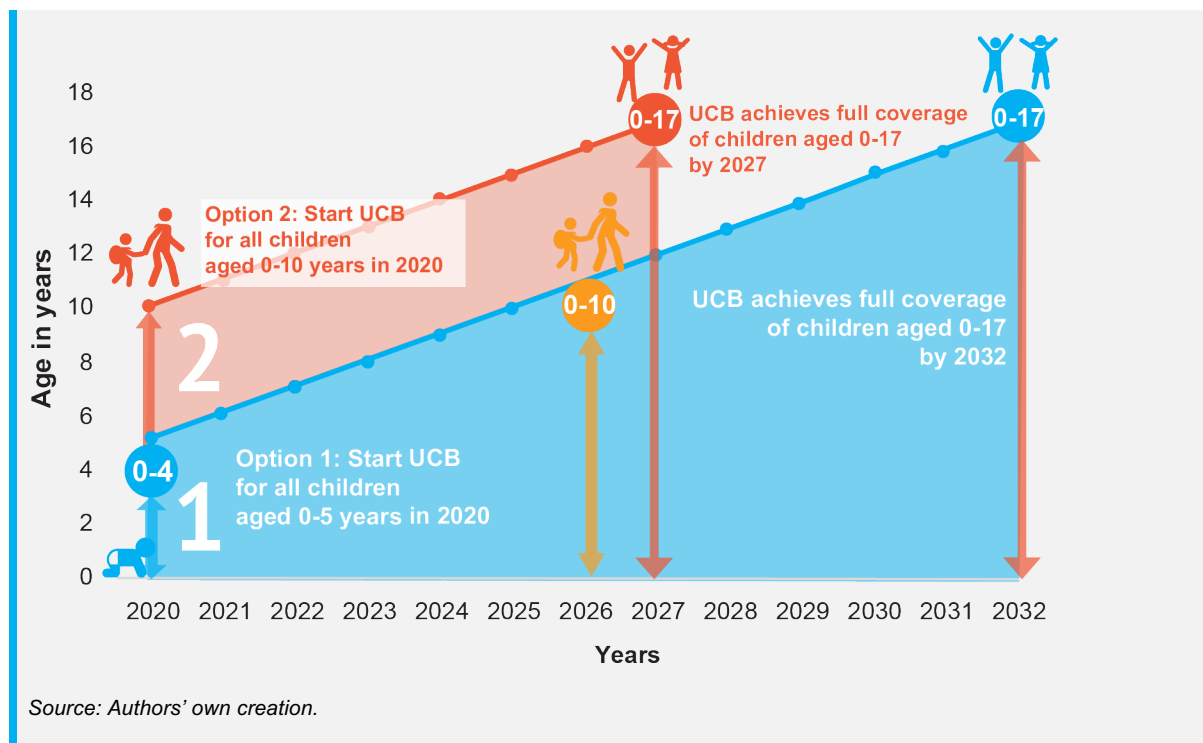 18
16
14
12
10
8
6
4
2
0
Age in years
0-17
UCB achieves full coverage
of children aged 0-17
by 2027
0-17
Option 2: Start UCB
for all children
aged 0-10 years in 2020
2
0-10
UCB achieves full coverage
of children aged 0-17
by 2032
0-4
1
Option 1: Start UCB
for all children
aged 0-5 years in 2020
2020 2021 2022 2023 2024 2025 2026 2027 2028 2029 2030 2031 2032
Years
Source: Authors’ own creation.